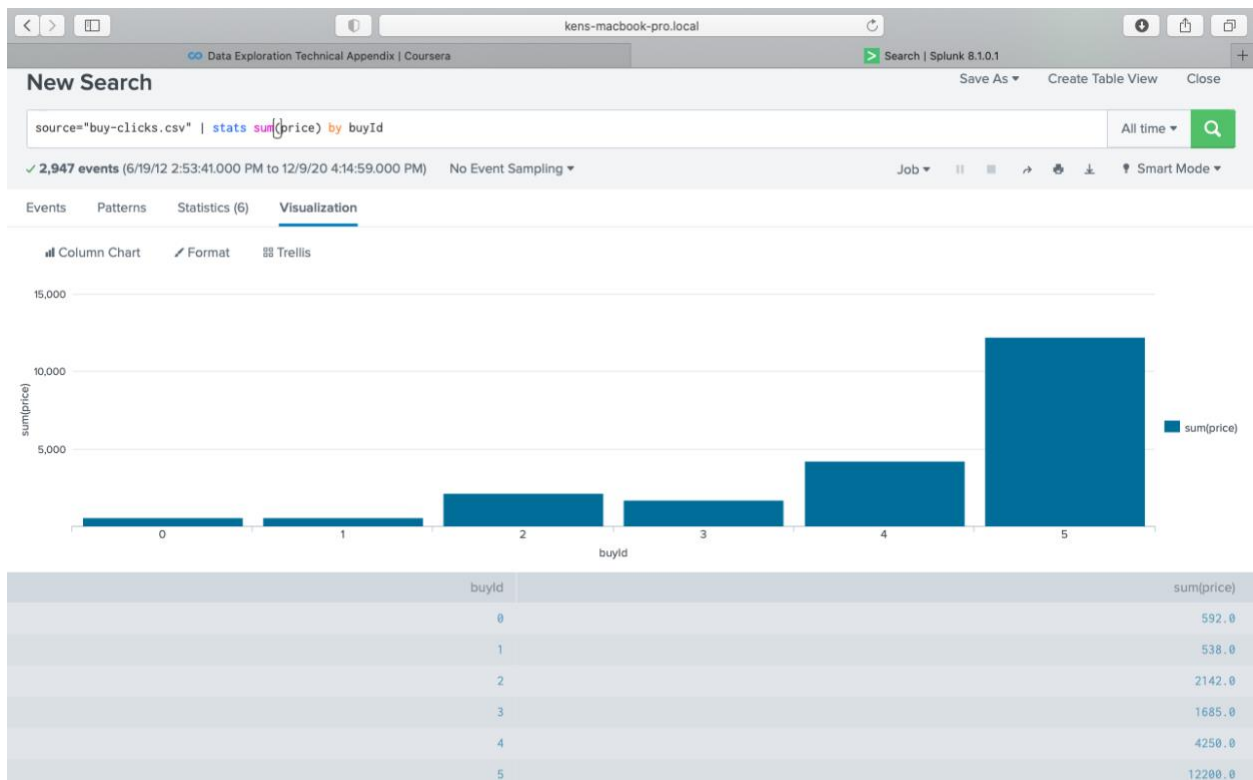 kens-macbook-pro.local
Data Exploration Technical Appendix | Coursera
Search | Splunk 8.1.0.1
New Search
Save As
Create Table View
Close
source="buy-clicks.csv" | stats sum(price) by buyId
All time
2,947 events (6/19/12 2:53:41.000 PM to 12/9/20 4:14:59.000 PM)
No Event Sampling
Job
Smart Mode
Events
Patterns
Statistics (6)
Visualization
Column Chart
Format
Trellis
15,000
10,000
5,000
sum(price)
0
1
2
3
4
5
buyId
sum(price)
buyId sum(price)
0 592.0
1 538.0
2 2142.0
3 1685.0
4 4250.0
5 12200.0